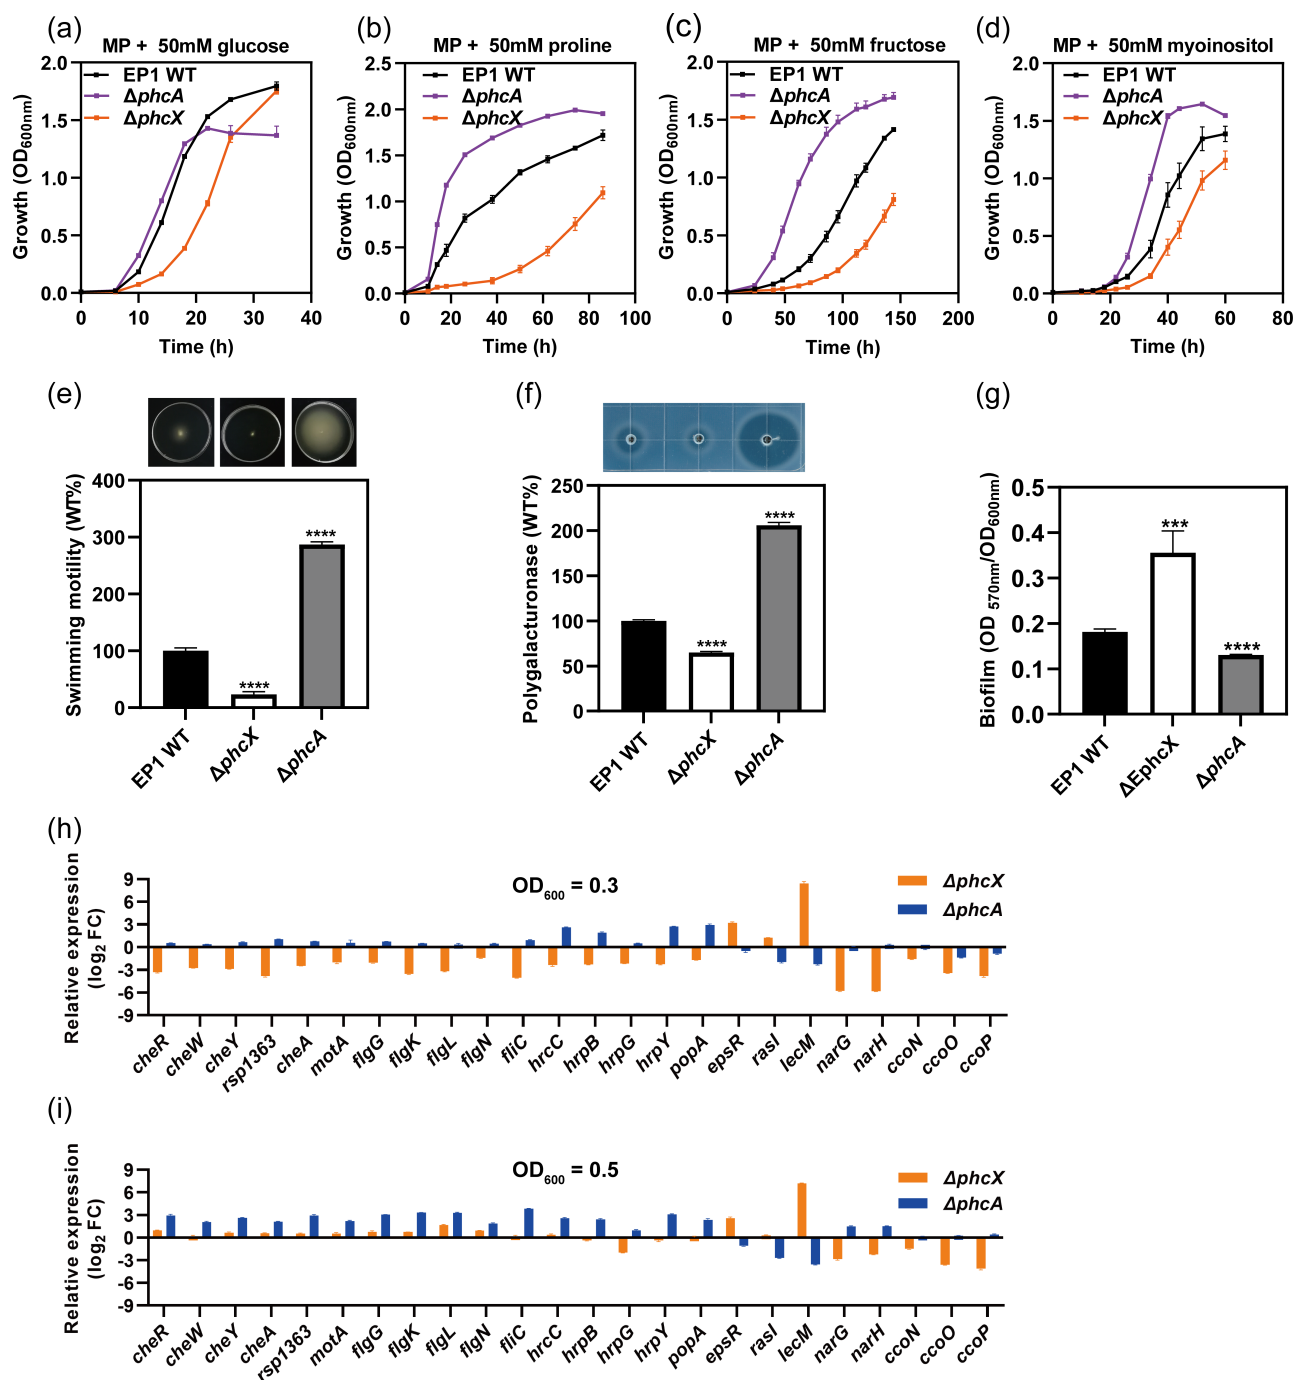 (a)
MP + 50mM glucose
Growth (OD600nm)
2.0
1.5
1.0
0.5
0.0
EP1 WT
ΔphcA
ΔphcX
0 10 20 30 40
Time (h)
(b)
MP + 50mM proline
Growth (OD600nm)
2.5
2.0
1.5
1.0
0.5
0.0
EP1 WT
ΔphcA
ΔphcX
0 20 40 60 80 100
Time (h)
(c)
MP + 50mM fructose
Growth (OD600nm)
2.0
1.5
1.0
0.5
0.0
EP1 WT
ΔphcA
ΔphcX
0 50 100 150 200
Time (h)
(d)
MP + 50mM myoinositol
Growth (OD600nm)
2.0
1.5
1.0
0.5
0.0
EP1 WT
ΔphcA
ΔphcX
0 20 40 60 80
Time (h)
(e)
Swimming motility (WT%)
400
300
200
100
0
****
****
EP1 WT
ΔphcX
ΔphcA
(f)
Polygalacturonase (WT%)
250
200
150
100
50
0
****
****
EP1 WT
ΔphcX
ΔphcA
(g)
Biofilm (OD 570nm/OD600nm)
0.5
0.4
0.3
0.2
0.1
0.0
***
****
EP1 WT
ΔEphcX
ΔphcA
(h)
Relative expression
(log2 FC)
9
6
3
0
-3
-6
-9
OD600 = 0.3
ΔphcX
ΔphcA
cheR cheW cheY rsp1363 cheA motA flgG flgK flgL flgN fliC hrcC hrpB hrpG hrpY popA epsR rasI lecM narG narH ccoN ccoO ccoP
(i)
Relative expression
(log2 FC)
9
6
3
0
-3
-6
-9
OD600 = 0.5
ΔphcX
ΔphcA
cheR cheW cheY cheA rsp1363 motA flgG flgK flgL flgN fliC hrcC hrpB hrpG hrpY popA epsR rasI lecM narG narH ccoN ccoO ccoP